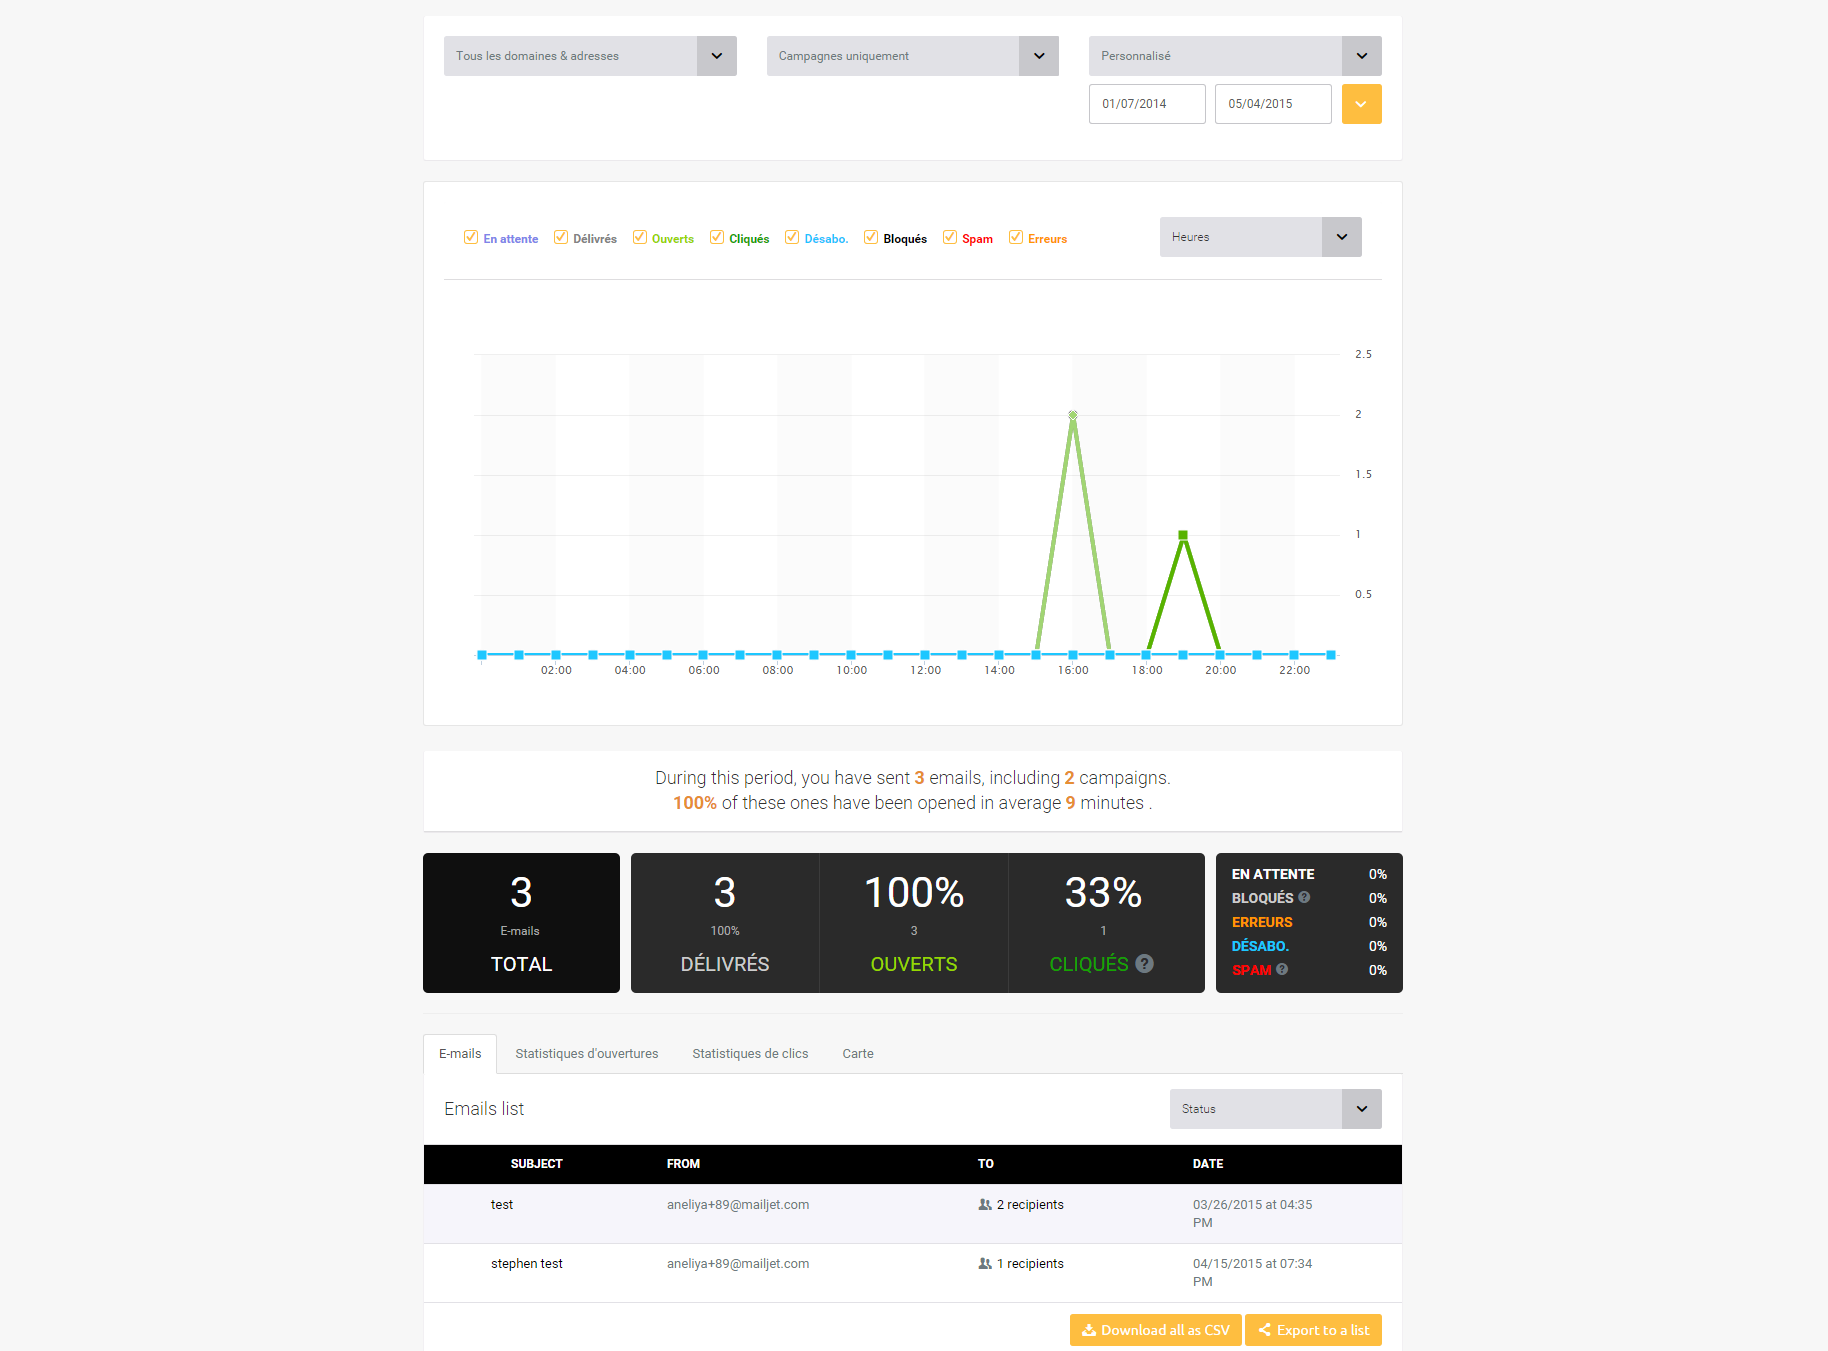 Tous les domaines & adresses
Campagnes uniquement
Personnalisé
01/07/2014
05/04/2015
En attente
Délivrés
Ouverts
Cliqués
Désabo.
Bloqués
Spam
Erreurs
Heures
2.5
2
1.5
1
0.5
02:00
04:00
06:00
08:00
10:00
12:00
14:00
16:00
18:00
20:00
22:00
During this period, you have sent 3 emails, including 2 campaigns.
100% of these ones have been opened in average 9 minutes .
3
E-mails
TOTAL
3
100%
DÉLIVRÉS
100%
3
OUVERTS
33%
1
CLIQUÉS ?
EN ATTENTE 0%
BLOQUÉS ? 0%
ERREURS 0%
DÉSABO. 0%
SPAM ? 0%
E-mails
Statistiques d'ouvertures
Statistiques de clics
Carte
Emails list
Status
SUBJECT FROM TO DATE
test aneliya+89@mailjet.com 2 recipients 03/26/2015 at 04:35
PM
stephen test aneliya+89@mailjet.com 1 recipients 04/15/2015 at 07:34
PM
Download all as CSV
Export to a list